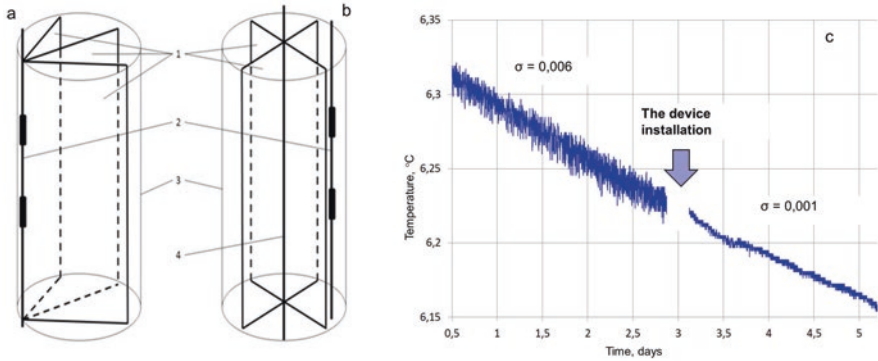 a
b
1
2
3
4
c
6,35
6,3
6,25
6,2
6,15
Temperature, °C
σ = 0,006
The device
installation
σ = 0,001
0,5 1 1,5 2 2,5 3 3,5 4 4,5 5
Time, days